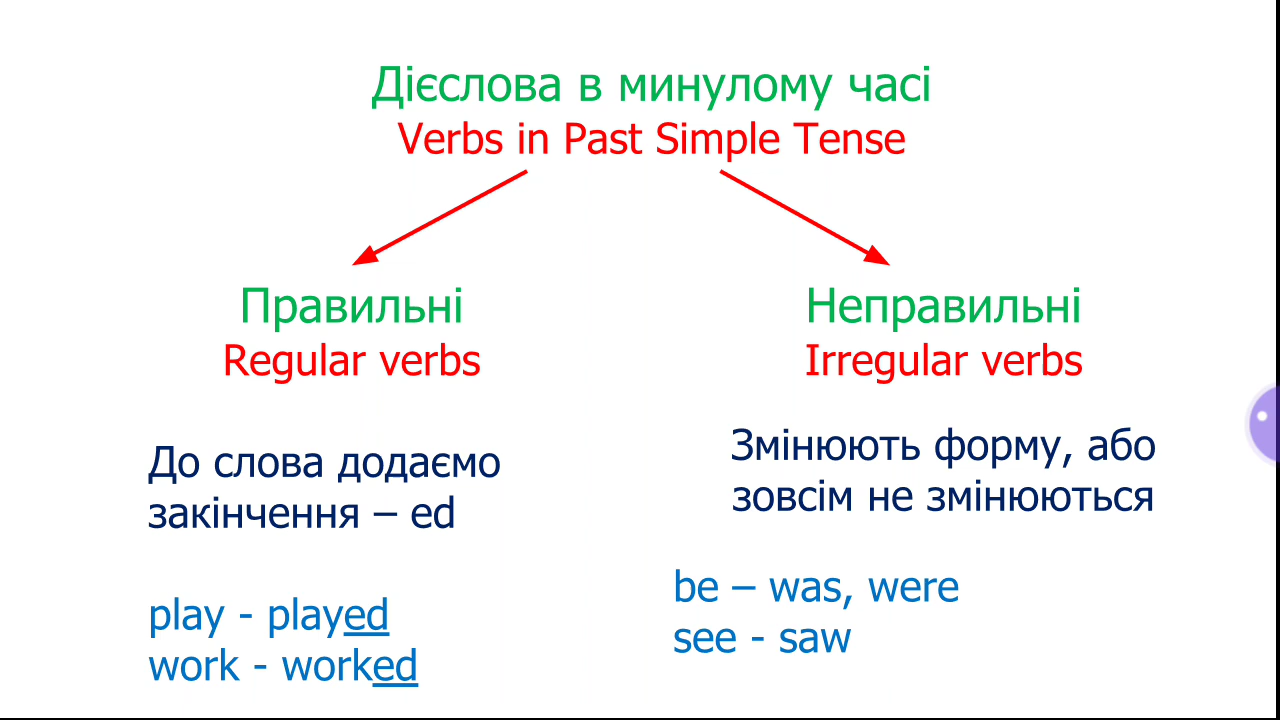 Дієслова в минулому часі
Verbs in Past Simple Tense
Правильні
Regular verbs
До слова додаємо
закінчення – ed
play - played
work - worked
Неправильні
Irregular verbs
Змінюють форму, або
зовсім не змінюються
be – was, were
see - saw